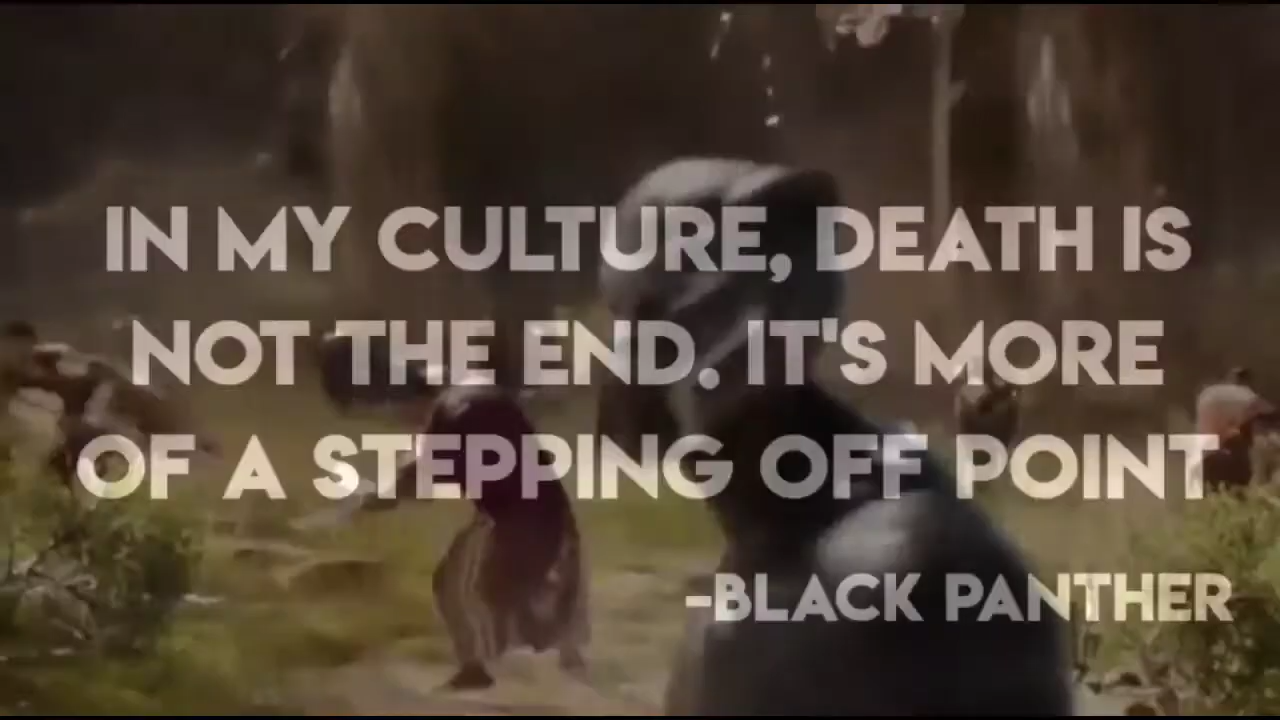 IN MY CULTURE, DEATH IS
NOT THE END. IT'S MORE
OF A STEPPING OFF POINT
-BLACK PANTHER